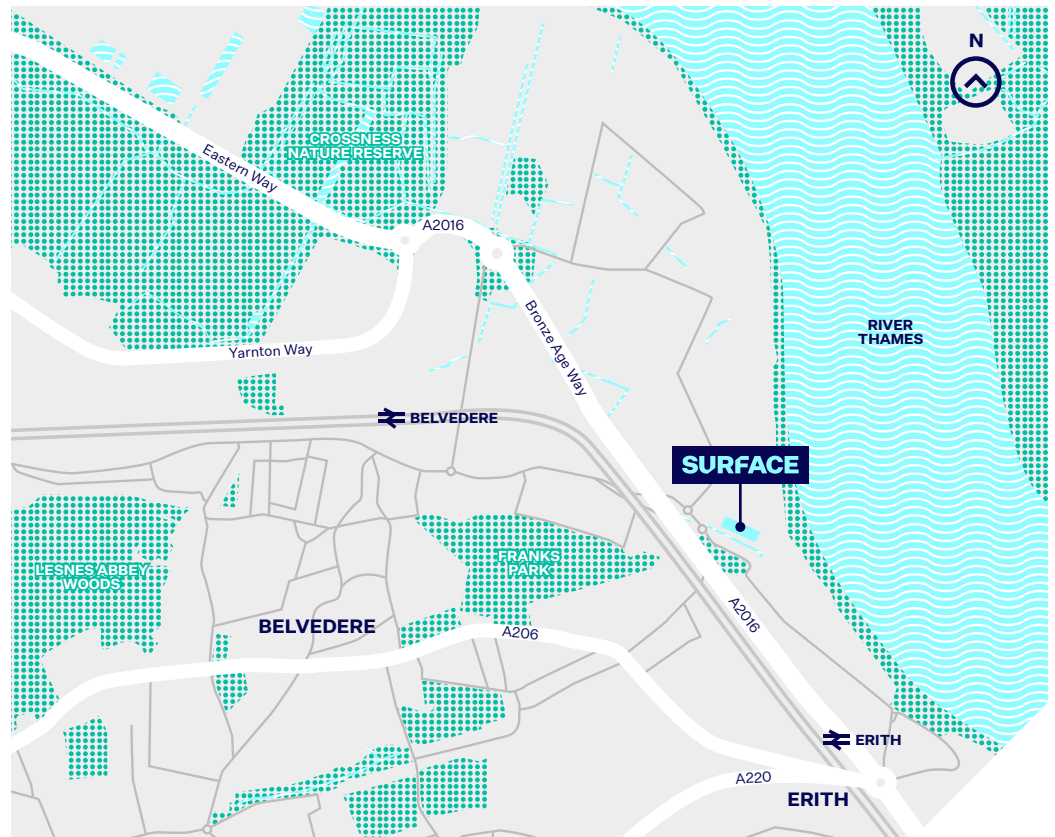 N
CROSSNESS
NATURE RESERVE
Eastern Way
A2016
Bronze Age Way
RIVER
THAMES
Yarnton Way
BELVEDERE
SURFACE
FRANKS
PARK
LESNES ABBEY
WOODS
BELVEDERE
A206
A2016
ERITH
A220
ERITH